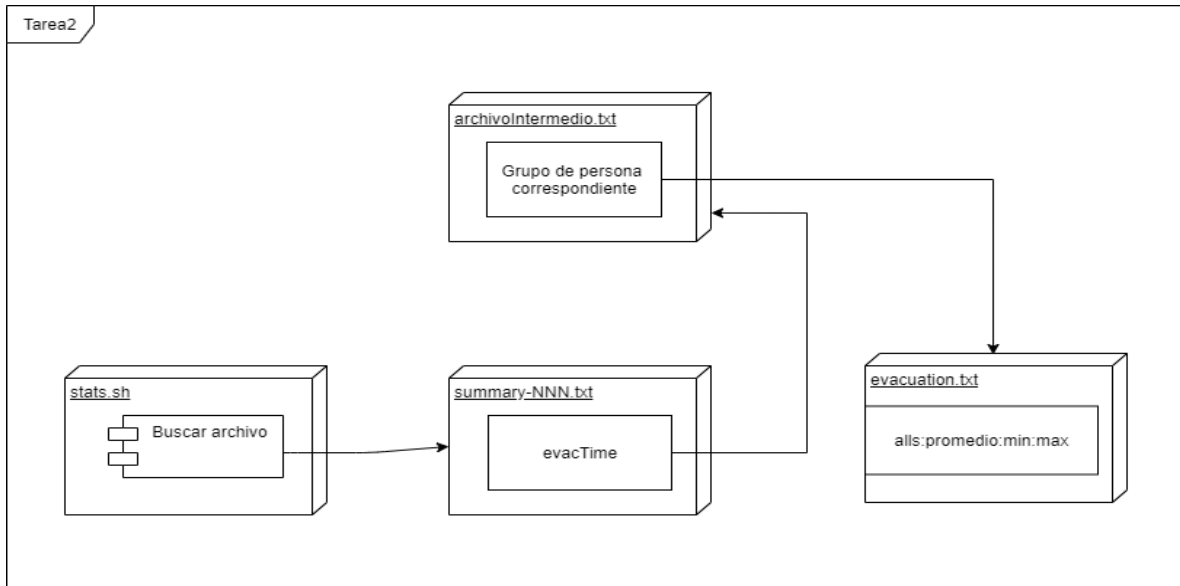 Tarea2
archivoIntermedio.txt
Grupo de persona
correspondiente
stats.sh
Buscar archivo
summary-NNN.txt
evacTime
evacuation.txt
alls:promedio:min:max